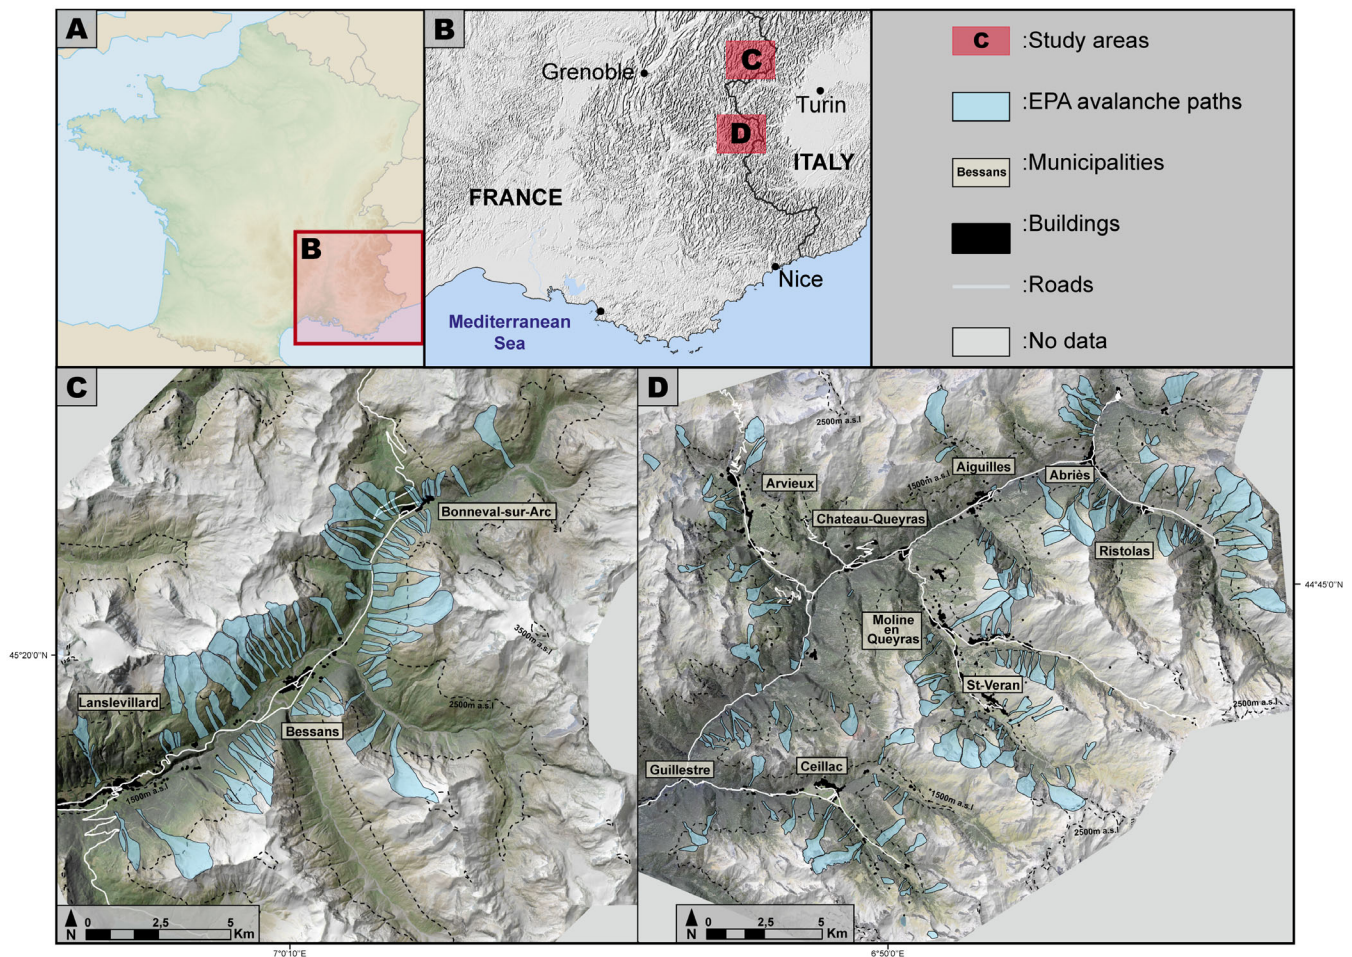 A
B
B
Grenoble
C
Turin
D
ITALY
FRANCE
Nice
Mediterranean
Sea
C :Study areas
:EPA avalanche paths
Bessans :Municipalities
:Buildings
:Roads
:No data
C
Bonneval-sur-Arc
3500m a.s.l
45°20'0''N
Lanslevillard
2500m a.s.l
Bessans
1500m a.s.l
N
0 2,5 5
Km
7°0'10''E
D
2500m a.s.l
Arvieux
Aiguilles
Abriès
1500m a.s.l
Chateau-Queyras
Ristolas
44°45'0''N
Moline
en
Queyras
St-Veran
2500m a.s.l
Guillestre
Ceillac
1500m a.s.l
2500m a.s.l
N
0 2,5 5
Km
6°50'0''E